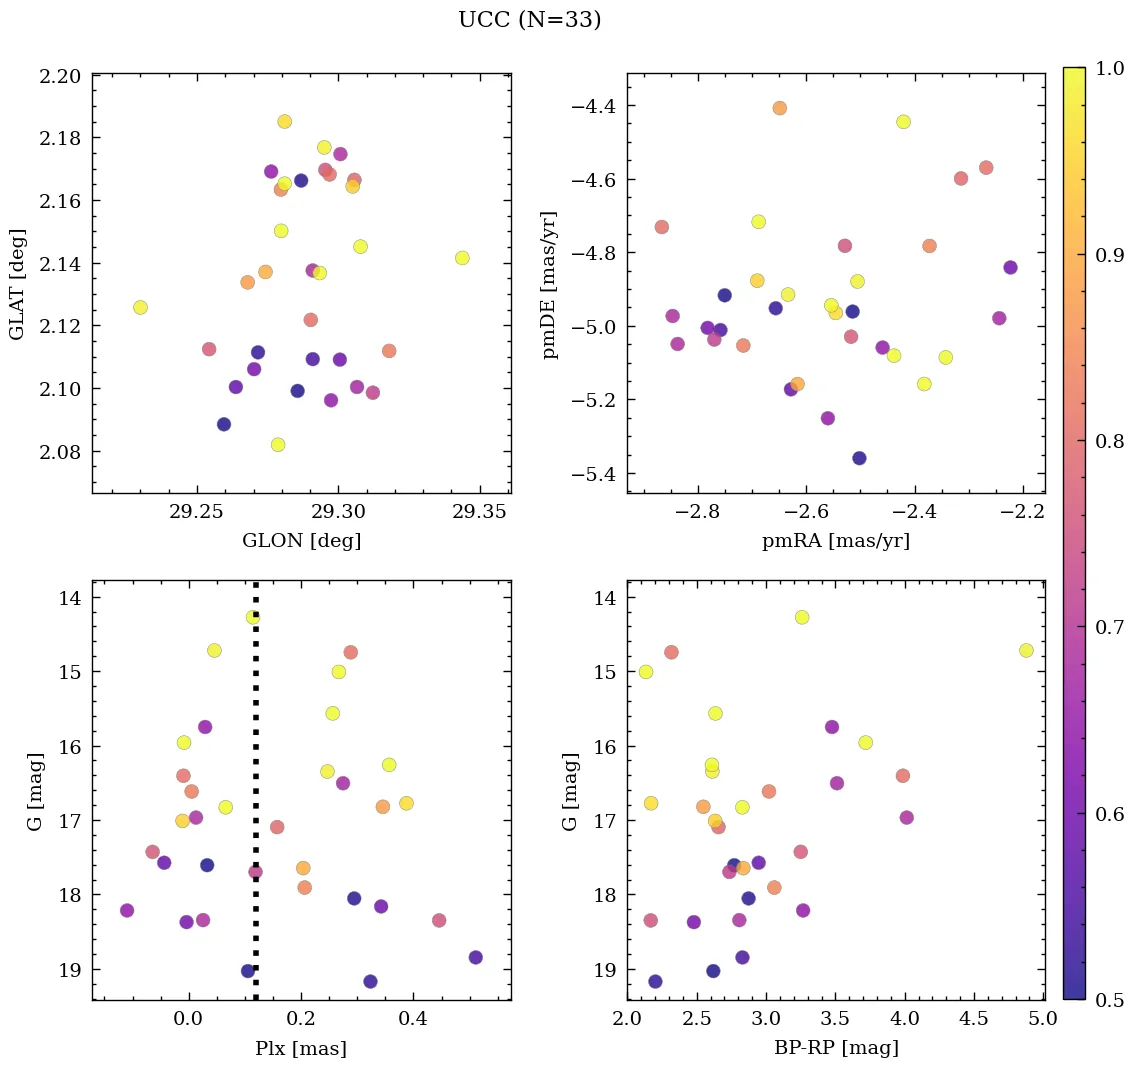 UCC (N=33)
2.20
2.18
2.16
2.14
2.12
2.10
2.08
GLAT [deg]
29.25 29.30 29.35
GLON [deg]
−4.4
−4.6
−4.8
−5.0
−5.2
−5.4
pmDE [mas/yr]
−2.8 −2.6 −2.4 −2.2
pmRA [mas/yr]
14
15
16
17
18
19
G [mag]
0.0 0.2 0.4
Plx [mas]
14
15
16
17
18
19
G [mag]
2.0 2.5 3.0 3.5 4.0 4.5 5.0
BP-RP [mag]
1.0
0.9
0.8
0.7
0.6
0.5